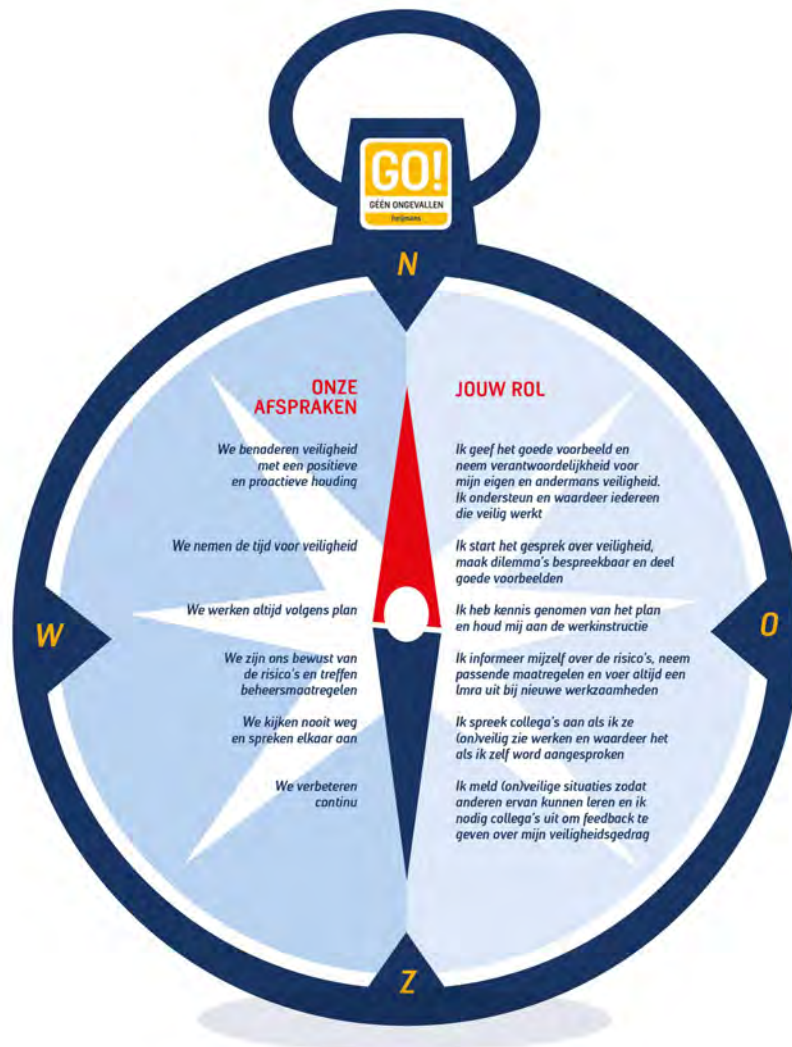 GO!
GÉÉN ONGEVALLEN
heijmans
N
ONZE
AFSPRAKEN
We benaderen veiligheid
met een positieve
en proactieve houding
We nemen de tijd voor veiligheid
We werken altijd volgens plan
We zijn ons bewust van
de risico's en treffen
beheersmaatregelen
We kijken nooit weg
en spreken elkaar aan
We verbeteren
continu
JOUW ROL
Ik geef het goede voorbeeld en
neem verantwoordelijkheid voor
mijn eigen en andermans veiligheid.
Ik ondersteun en waardeer iedereen
die veilig werkt
Ik start het gesprek over veiligheid,
maak dilemma's bespreekbaar en deel
goede voorbeelden
Ik heb kennis genomen van het plan
en houd mij aan de werkinstructie
Ik informeer mijzelf over de risico's, neem
passende maatregelen en voer altijd een
lmra uit bij nieuwe werkzaamheden
Ik spreek collega's aan als ik ze
(on)veilig zie werken en waardeer het
als ik zelf word aangesproken
Ik meld (on)veilige situaties zodat
anderen ervan kunnen leren en ik
nodig collega's uit om feedback te
geven over mijn veiligheidsgedrag
W
O
Z